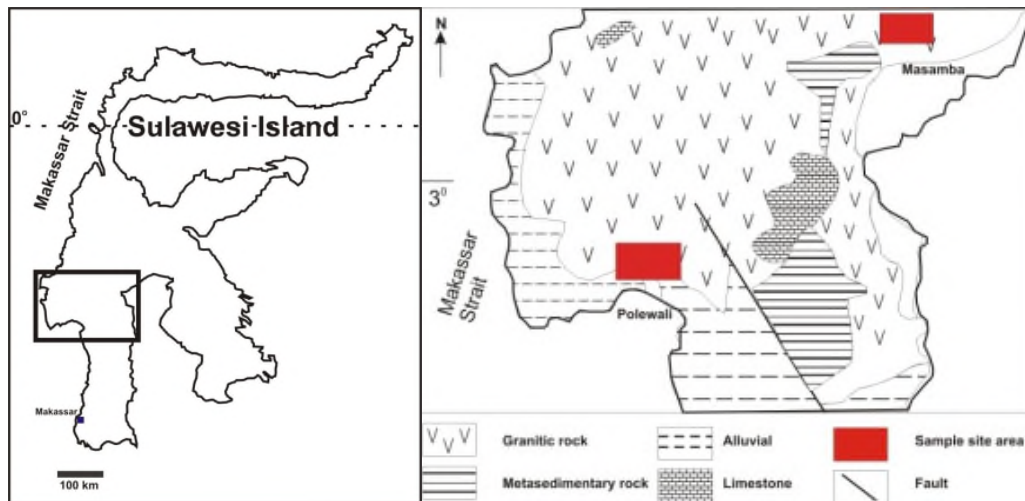 0°
Makassar Strait
Sulawesi Island
Makassar
100 km
N
Masamba
3°
Makassar
Strait
Polewali
Granitic rock
Alluvial
Sample site area
Metasedimentary rock
Limestone
Fault